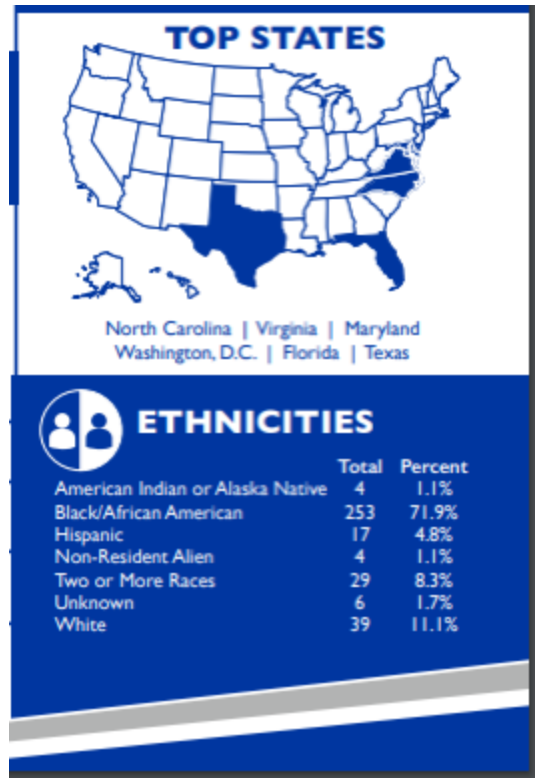 TOP STATES
North Carolina | Virginia | Maryland
Washington, D.C. | Florida | Texas
ETHNICITIES
Total Percent
American Indian or Alaska Native 4 1.1%
Black/African American 253 71.9%
Hispanic 17 4.8%
Non-Resident Alien 4 1.1%
Two or More Races 29 8.3%
Unknown 6 1.7%
White 39 11.1%